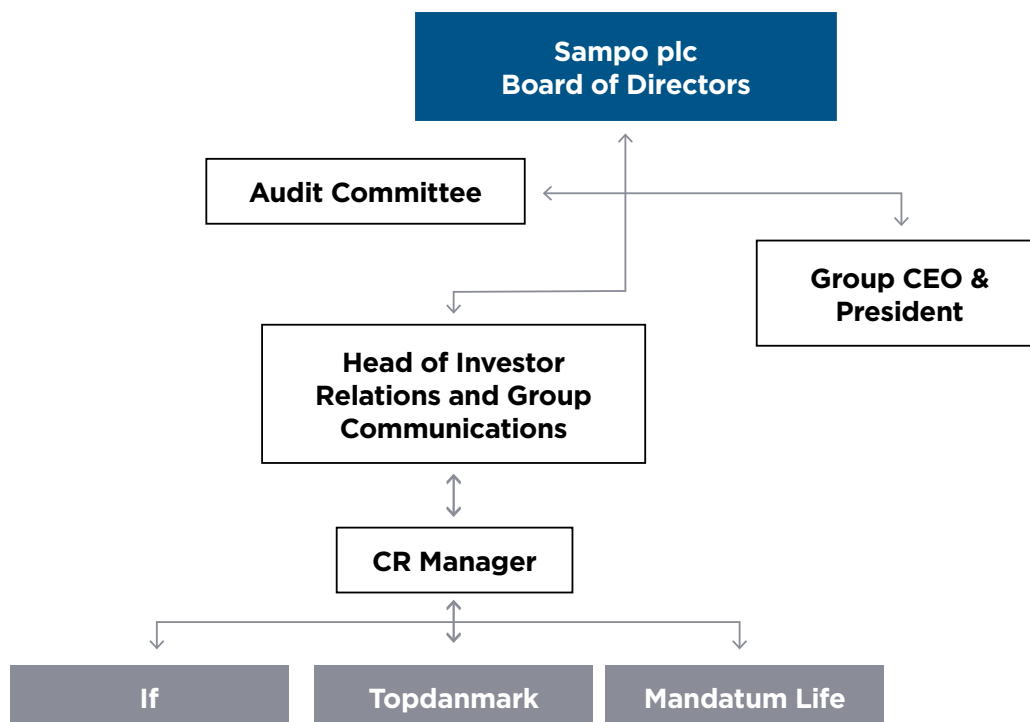 Sampo plc
Board of Directors
Audit Committee
Group CEO &
President
Head of Investor
Relations and Group
Communications
CR Manager
If
Topdanmark
Mandatum Life